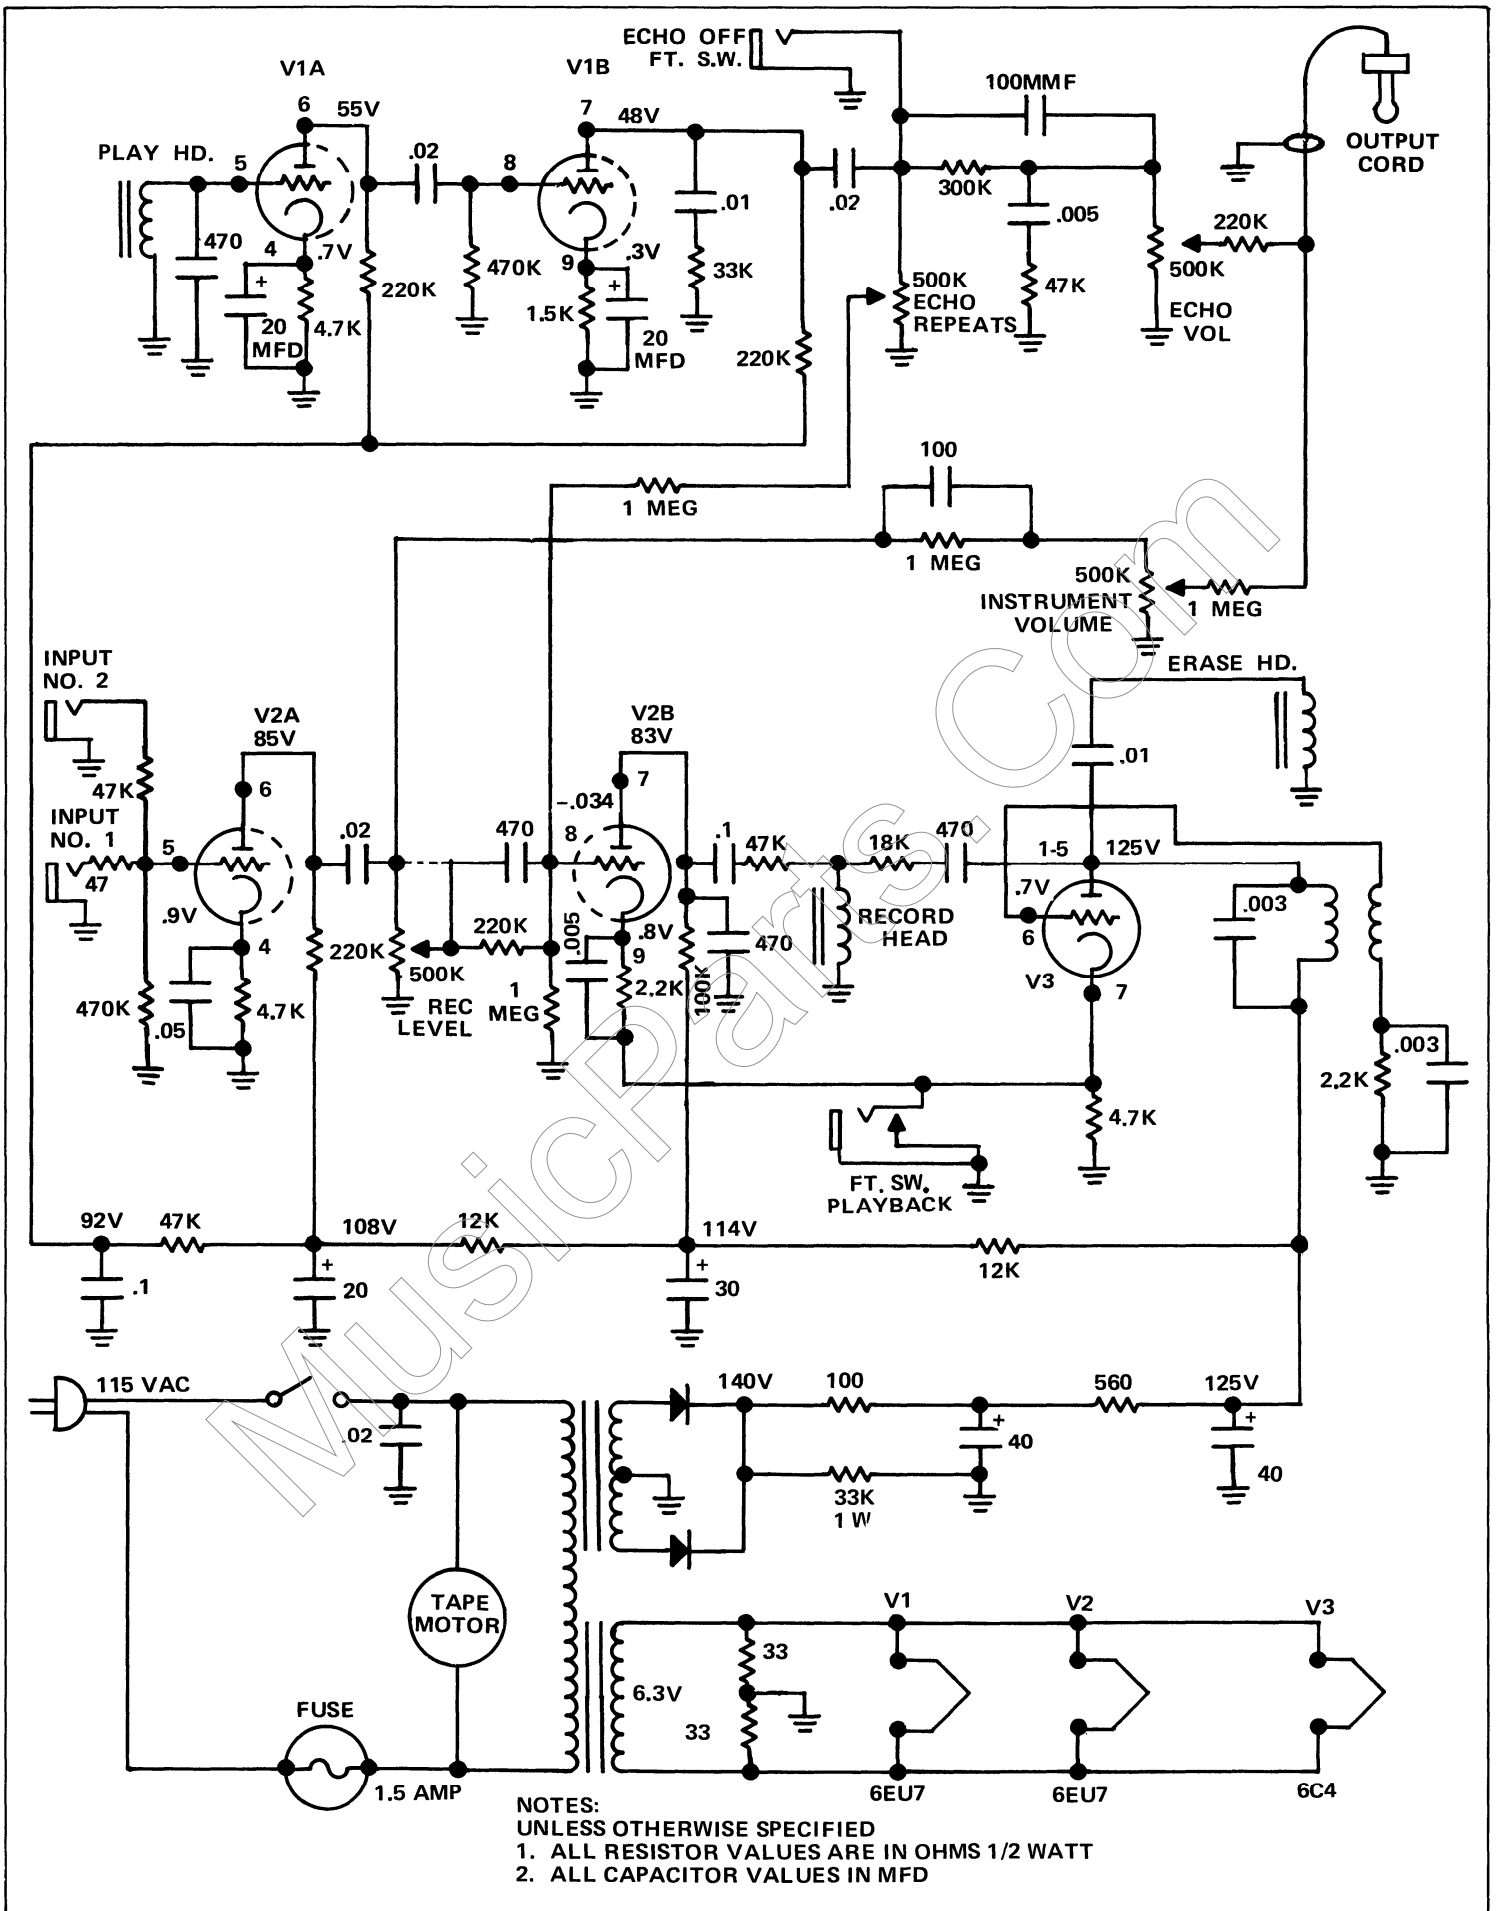 ECHO OFF
FT. S.W.
V1A
V1B
6
55V
7
48V
100MMF
OUTPUT
CORD
PLAY HD.
5
.02
8
.01
.02
300K
.005
220K
470
4
.7V
+
20
MFD
4.7K
220K
470K
9
.3V
+
1.5K
20
MFD
33K
220K
500K
ECHO
REPEATS
47K
500K
ECHO
VOL
100
1 MEG
1 MEG
500K
INSTRUMENT
VOLUME
1 MEG
ERASE HD.
INPUT
NO. 2
V2A
85V
V2B
83V
47K
6
7
-.034
.01
INPUT
NO. 1
5
.02
470
8
.1
47K
18K
470
1-5
125V
47
.9V
.7V
.003
4
220K
500K
220K
.005
.8V
9
470
RECORD
HEAD
6
V3
7
470K
.05
4.7K
REC
LEVEL
1
MEG
2.2K
100K
.003
2.2K
4.7K
FT. SW.
PLAYBACK
92V
47K
108V
12K
114V
12K
.1
+
20
+
30
115 VAC
140V
100
560
125V
.02
+
40
+
40
33K
1 W
TAPE
MOTOR
V1
V2
V3
33
6.3V
33
FUSE
1.5 AMP
6EU7
6EU7
6C4
NOTES:
UNLESS OTHERWISE SPECIFIED
1. ALL RESISTOR VALUES ARE IN OHMS 1/2 WATT
2. ALL CAPACITOR VALUES IN MFD
MusicParts.Com